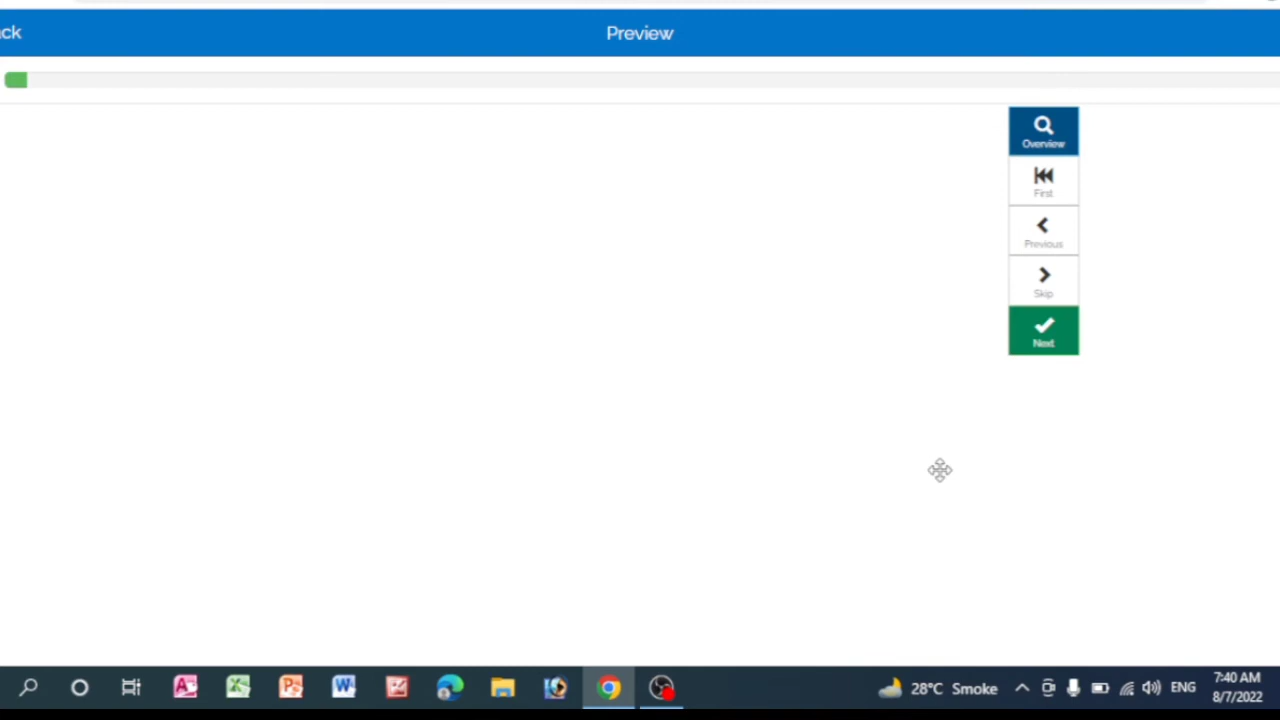 ck
Preview
Overview
First
Previous
Skip
Next
28°C Smoke
ENG
7:40 AM
8/7/2022